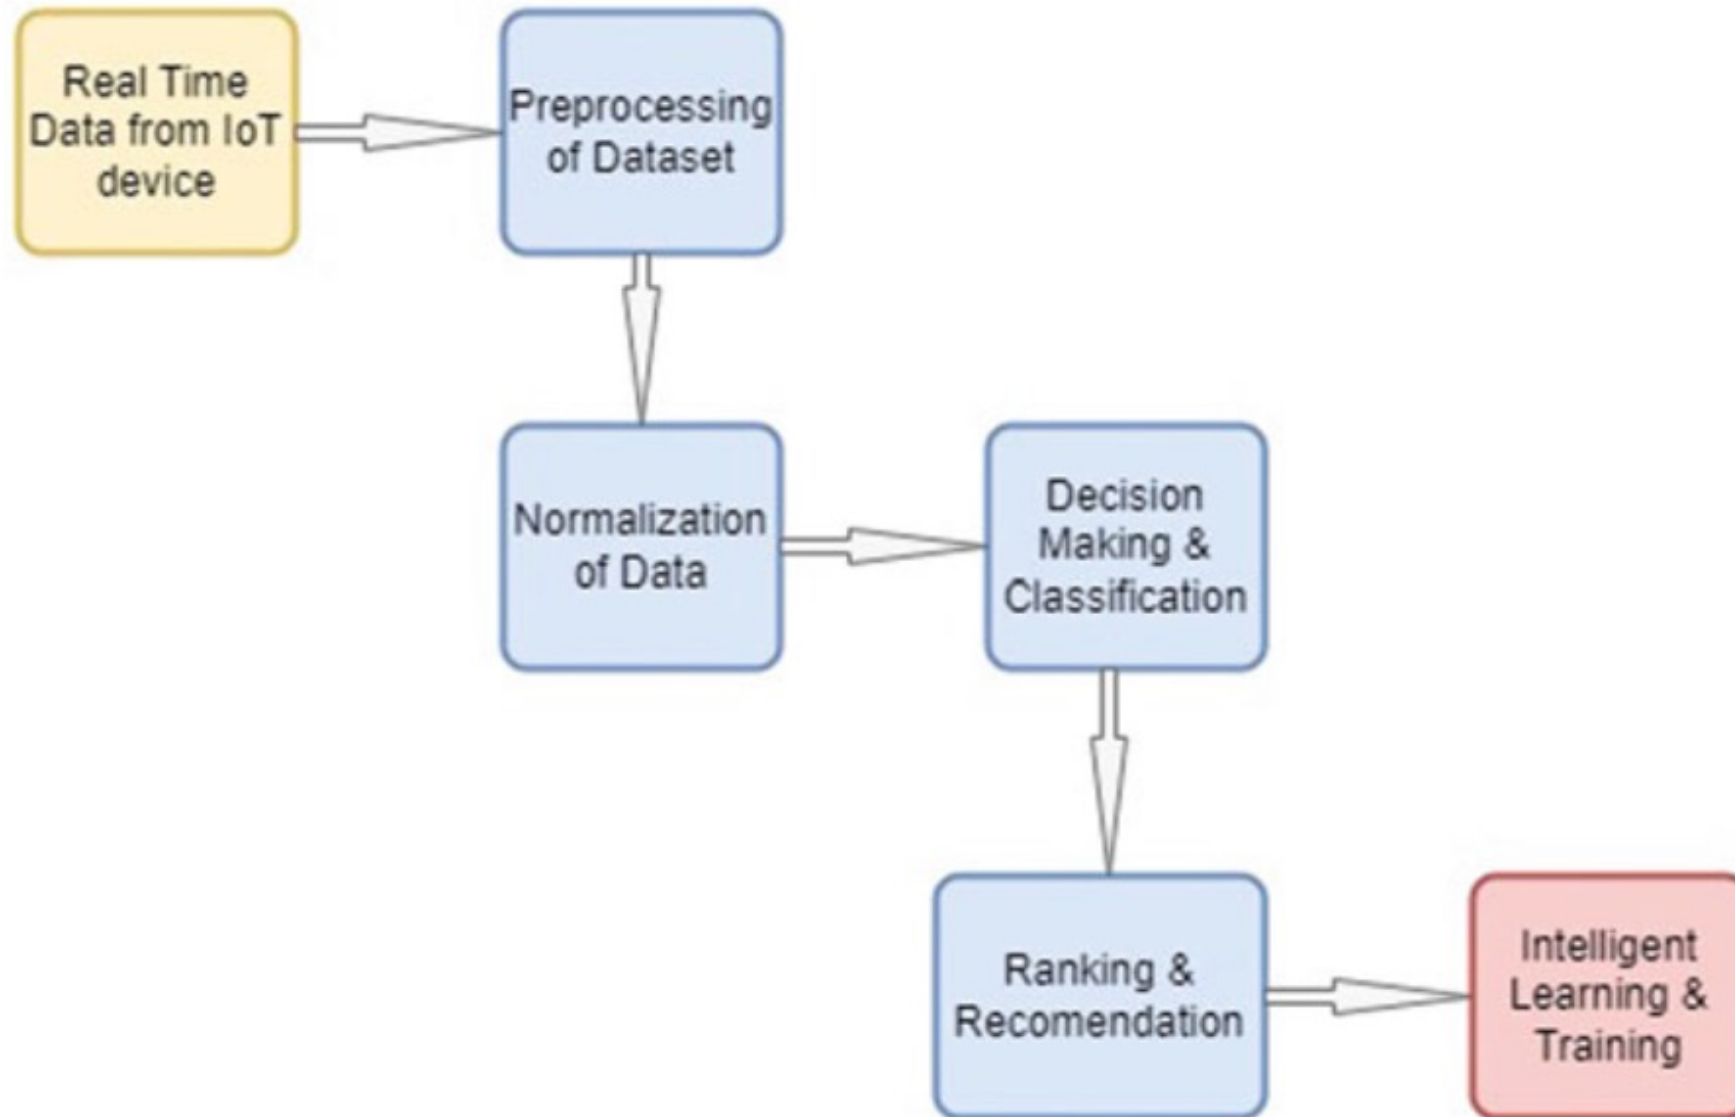 Real Time
Data from IoT
device
Preprocessing
of Dataset
Normalization
of Data
Decision
Making &
Classification
Ranking &
Recomendation
Intelligent
Learning &
Training